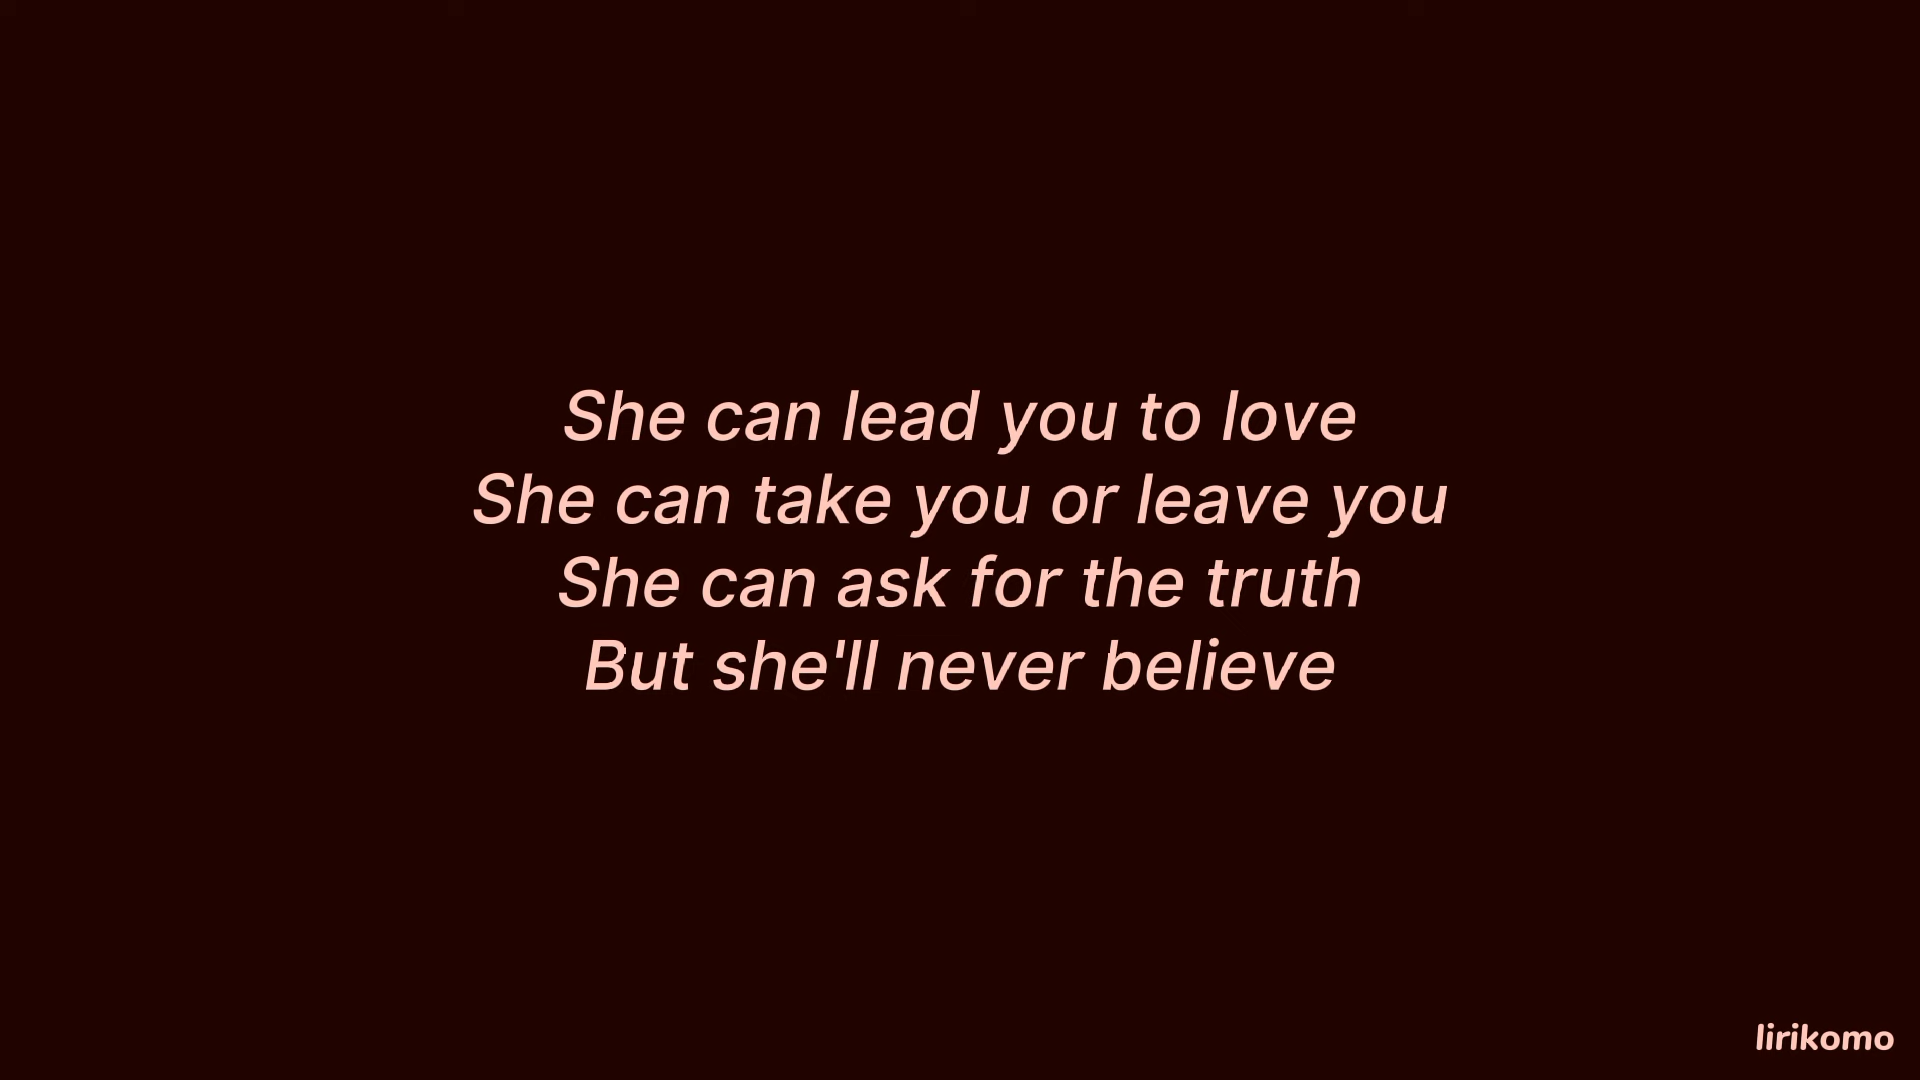 She can lead you to love
She can take you or leave you
She can ask for the truth
But she'll never believe
lirikomo